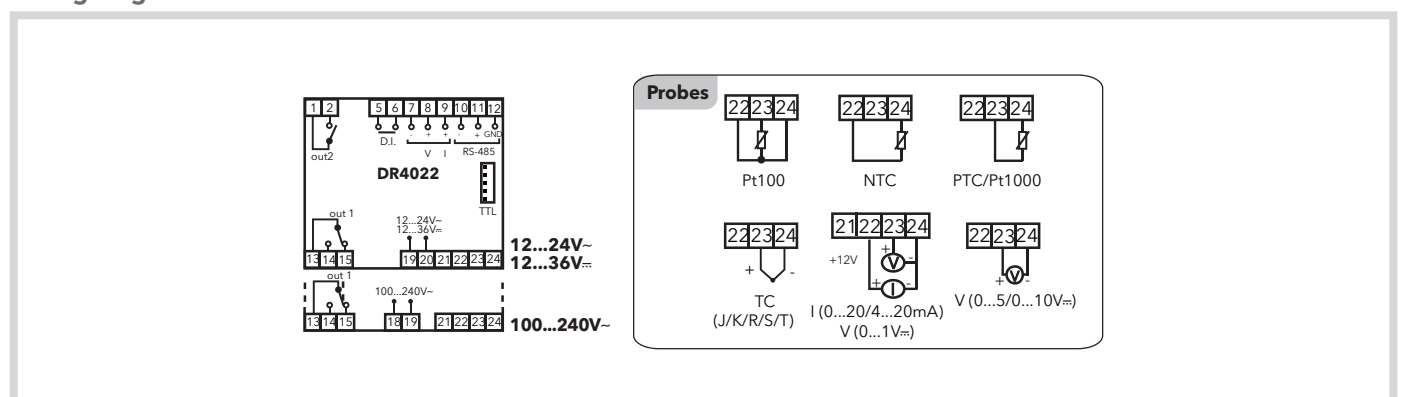 1 2 5 6 7 8 9 10 11 12
- + + - + GND
D.I.
V I RS-485
out2
DR4022
TTL
out 1
12...24V~
12...36V⎓
13 14 15 19 20 21 22 23 24
12...24V~
12...36V⎓
out 1
100...240V~
13 14 15 18 19 21 22 23 24
100...240V~
Probes
22 23 24
Pt100
22 23 24
NTC
22 23 24
PTC/Pt1000
22 23 24
+ -
TC
(J/K/R/S/T)
21 22 23 24
+12V
+ V -
+ I -
I (0...20/4...20mA)
V (0...1V⎓)
22 23 24
+ V -
V (0...5/0...10V⎓)